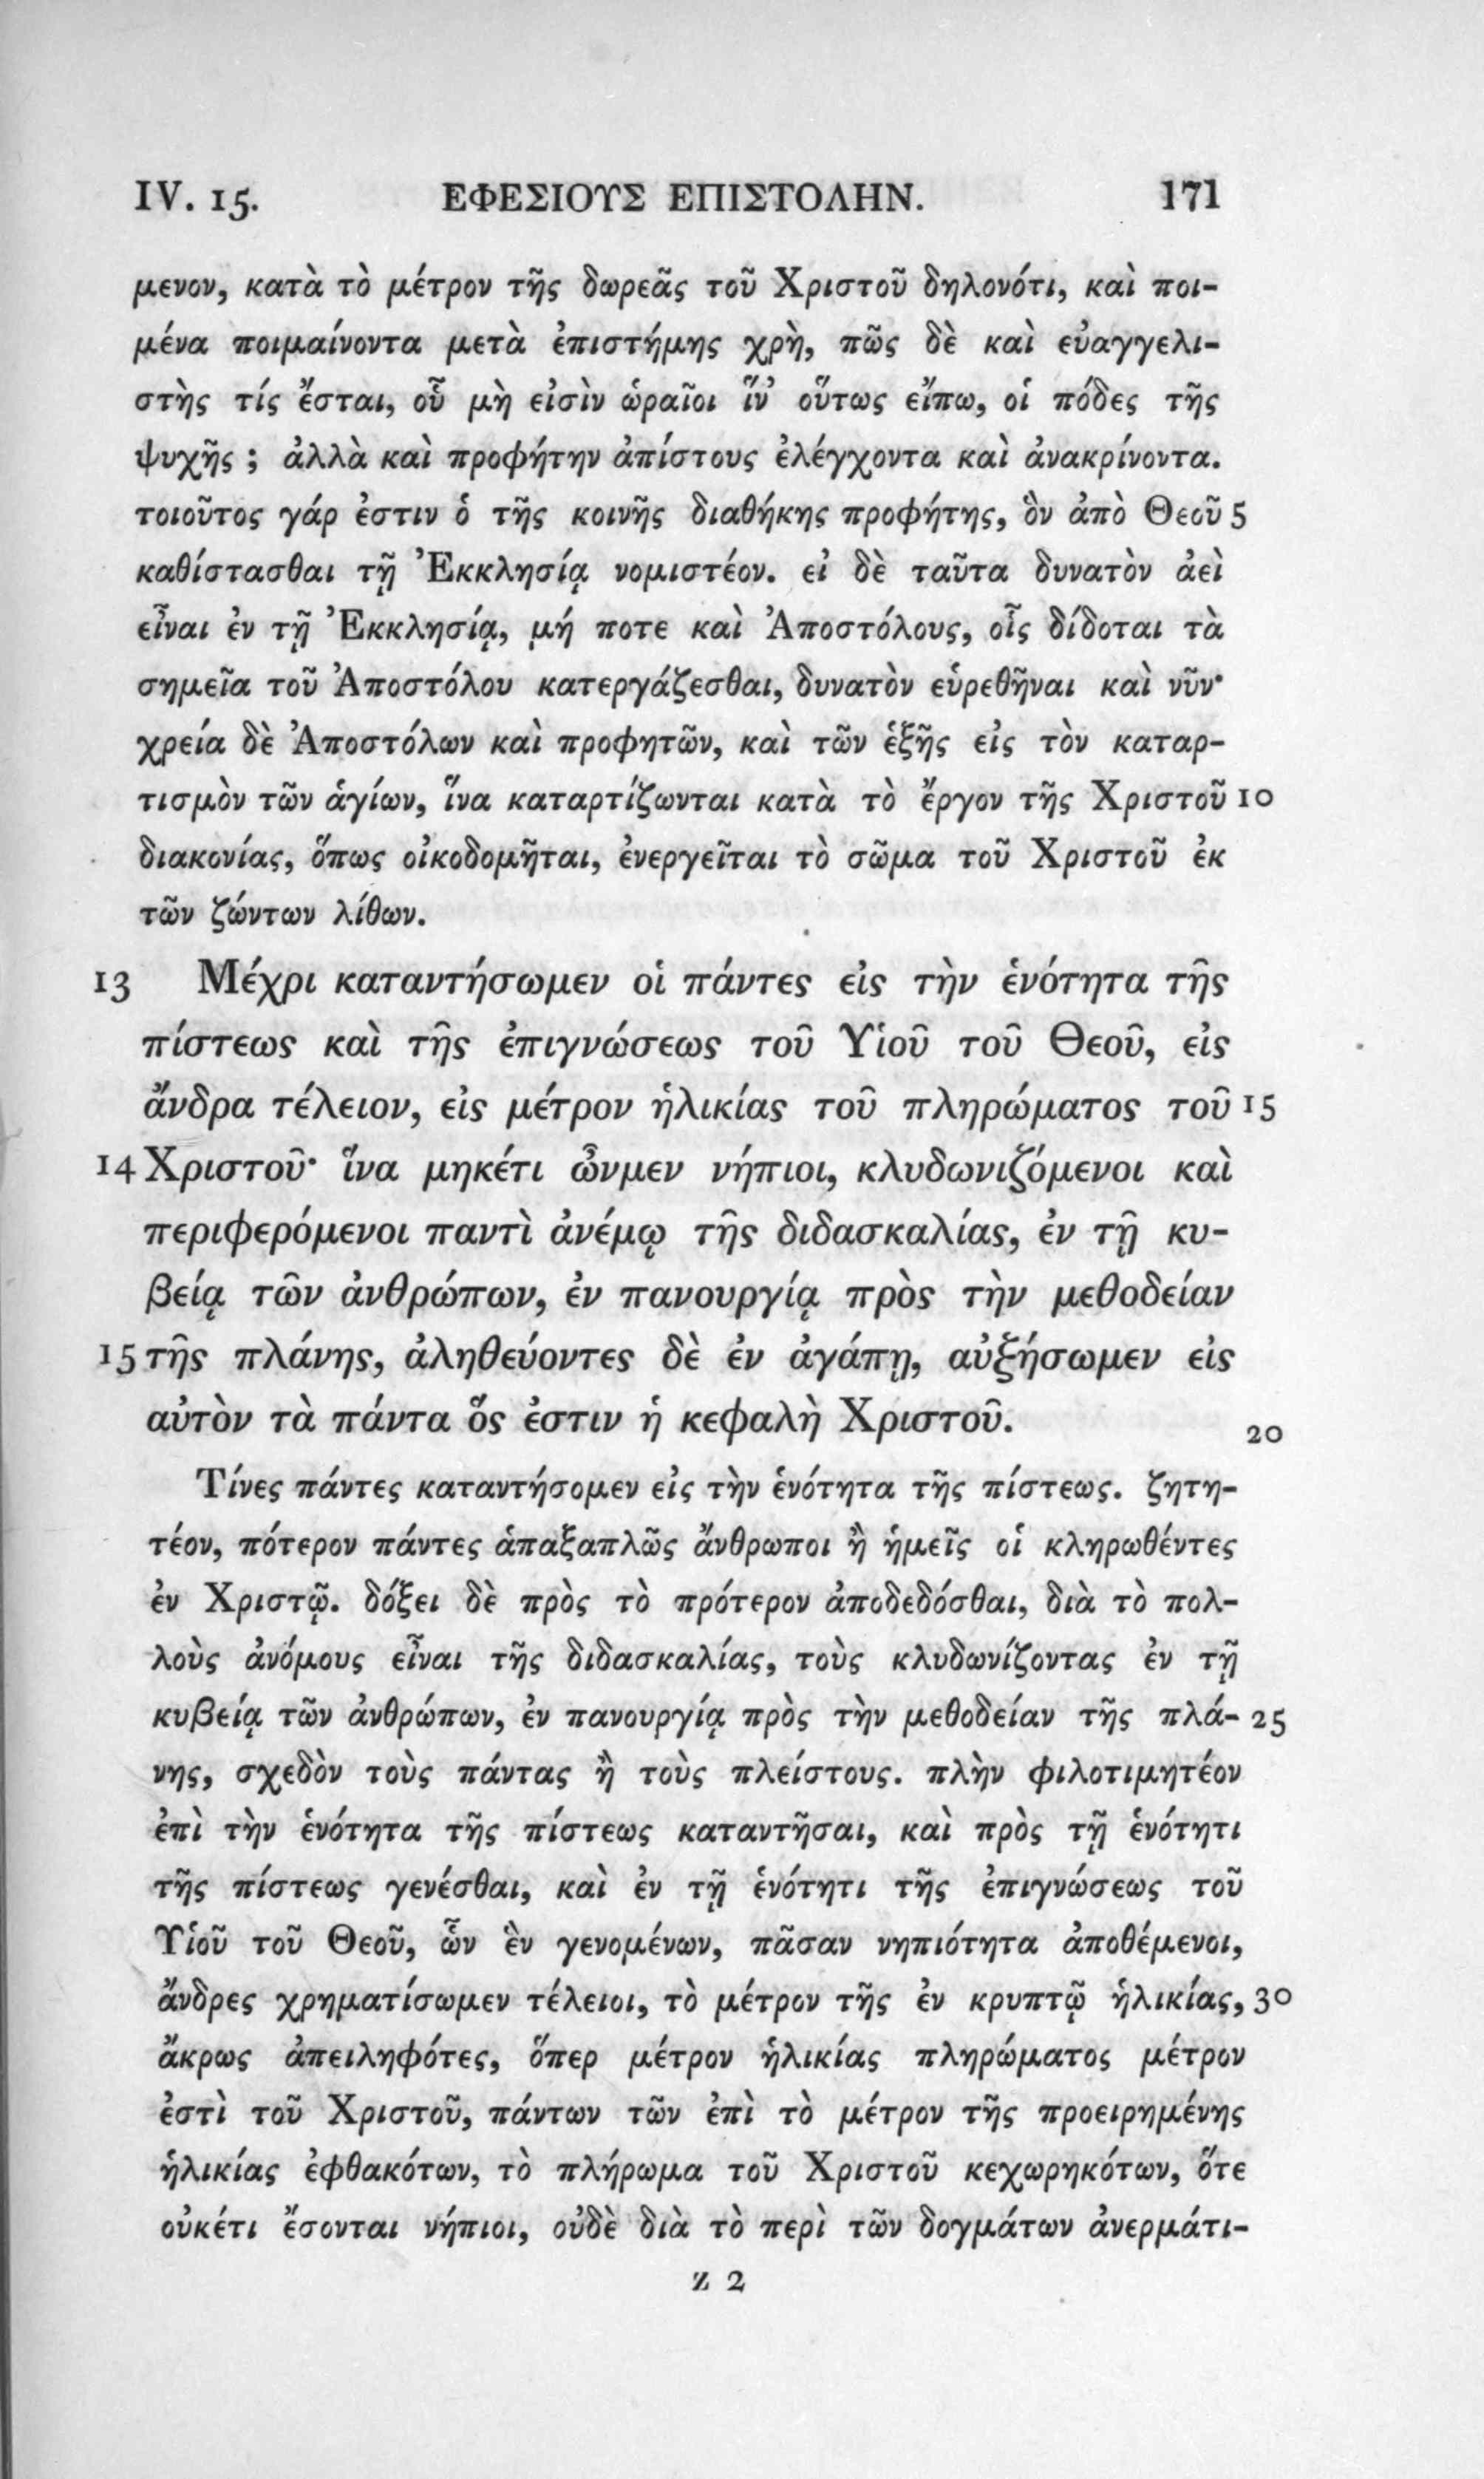 IV. 15. ΕΦΕΣΙΟΥΣ ΕΠΙΣΤΟΛΗΝ. 171
μενον, κατὰ τὸ μέτρον τῆς δωρεᾶς τοῦ Χριστοῦ δηλονότι, καὶ ποι-
μένα ποιμαίνοντα μετὰ ἐπιστήμης χρὴ, πῶς δὲ καὶ εὐαγγελι-
στὴς τίς ἔσται, οὗ μὴ εἰσὶν ὡραῖοι ἵν' οὕτως εἴπω, οἱ πόδες τῆς
ψυχῆς ; ἀλλὰ καὶ προφήτην ἀπίστους ἐλέγχοντα καὶ ἀνακρίνοντα.
τοιοῦτος γάρ ἐστιν ὁ τῆς κοινῆς διαθήκης προφήτης, ὃν ἀπὸ Θεοῦ 5
καθίστασθαι τῇ Ἐκκλησίᾳ νομιστέον. εἰ δὲ ταῦτα δυνατὸν ἀεὶ
εἶναι ἐν τῇ Ἐκκλησίᾳ, μή ποτε καὶ Ἀποστόλους, οἷς δίδοται τὰ
σημεῖα τοῦ Ἀποστόλου κατεργάζεσθαι, δυνατὸν εὑρεθῆναι καὶ νῦν·
χρεία δὲ Ἀποστόλων καὶ προφητῶν, καὶ τῶν ἑξῆς εἰς τὸν καταρ-
τισμὸν τῶν ἁγίων, ἵνα καταρτίζωνται κατὰ τὸ ἔργον τῆς Χριστοῦ 10
διακονίας, ὅπως οἰκοδομῆται, ἐνεργεῖται τὸ σῶμα τοῦ Χριστοῦ ἐκ
τῶν ζώντων λίθων.
13 Μέχρι καταντήσωμεν οἱ πάντες εἰς τὴν ἑνότητα τῆς
πίστεως καὶ τῆς ἐπιγνώσεως τοῦ Υἱοῦ τοῦ Θεοῦ, εἰς
ἄνδρα τέλειον, εἰς μέτρον ἡλικίας τοῦ πληρώματος τοῦ 15
14 Χριστοῦ· ἵνα μηκέτι ὦνμεν νήπιοι, κλυδωνιζόμενοι καὶ
περιφερόμενοι παντὶ ἀνέμῳ τῆς διδασκαλίας, ἐν τῇ κυ-
βείᾳ τῶν ἀνθρώπων, ἐν πανουργίᾳ πρὸς τὴν μεθοδείαν
15 τῆς πλάνης, ἀληθεύοντες δὲ ἐν ἀγάπῃ, αὐξήσωμεν εἰς
αὐτὸν τὰ πάντα ὅς ἐστιν ἡ κεφαλὴ Χριστοῦ. 20
Τίνες πάντες καταντήσομεν εἰς τὴν ἑνότητα τῆς πίστεως. ζητη-
τέον, πότερον πάντες ἁπαξαπλῶς ἄνθρωποι ἢ ἡμεῖς οἱ κληρωθέντες
ἐν Χριστῷ. δόξει δὲ πρὸς τὸ πρότερον ἀποδεδόσθαι, διὰ τὸ πολ-
λοὺς ἀνόμους εἶναι τῆς διδασκαλίας, τοὺς κλυδωνίζοντας ἐν τῇ
κυβείᾳ τῶν ἀνθρώπων, ἐν πανουργίᾳ πρὸς τὴν μεθοδείαν τῆς πλά- 25
νης, σχεδὸν τοὺς πάντας ἢ τοὺς πλείστους. πλὴν φιλοτιμητέον
ἐπὶ τὴν ἑνότητα τῆς πίστεως καταντῆσαι, καὶ πρὸς τῇ ἑνότητι
τῆς πίστεως γενέσθαι, καὶ ἐν τῇ ἑνότητι τῆς ἐπιγνώσεως τοῦ
Υἱοῦ τοῦ Θεοῦ, ὧν ἓν γενομένων, πᾶσαν νηπιότητα ἀποθέμενοι,
ἄνδρες χρηματίσωμεν τέλειοι, τὸ μέτρον τῆς ἐν κρυπτῷ ἡλικίας, 30
ἄκρως ἀπειληφότες, ὅπερ μέτρον ἡλικίας πληρώματος μέτρον
ἐστὶ τοῦ Χριστοῦ, πάντων τῶν ἐπὶ τὸ μέτρον τῆς προειρημένης
ἡλικίας ἐφθακότων, τὸ πλήρωμα τοῦ Χριστοῦ κεχωρηκότων, ὅτε
οὐκέτι ἔσονται νήπιοι, οὐδὲ διὰ τὸ περὶ τῶν δογμάτων ἀνερμάτι-
z 2